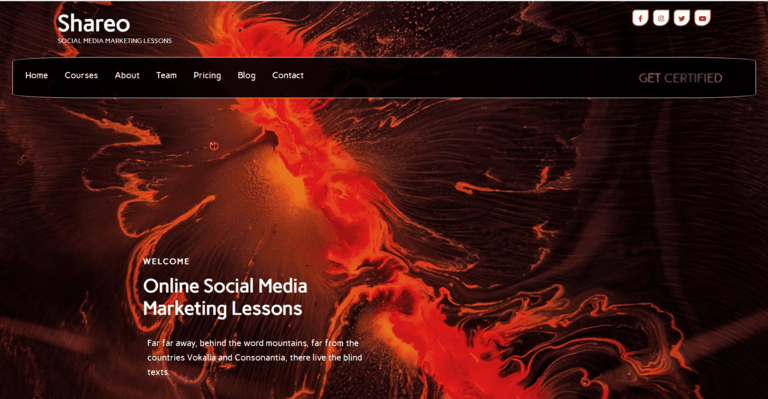 Shareo
SOCIAL MEDIA MARKETING LESSONS
Home Courses About Team Pricing Blog Contact
GET CERTIFIED
WELCOME
Online Social Media
Marketing Lessons
Far far away, behind the word mountains, far from the
countries Vokalia and Consonantia, there live the blind
texts.